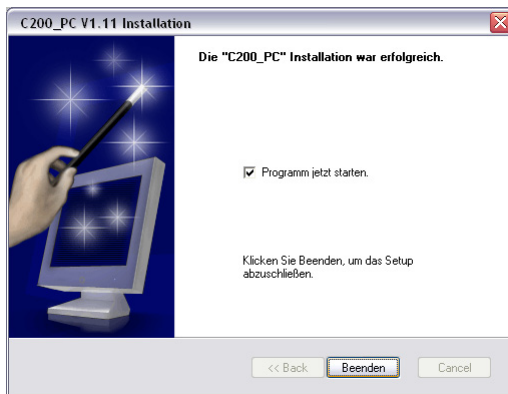 C200_PC V1.11 Installation
Die "C200_PC" Installation war erfolgreich.
Programm jetzt starten.
Klicken Sie Beenden, um das Setup
abzuschließen.
<< Back
Beenden
Cancel